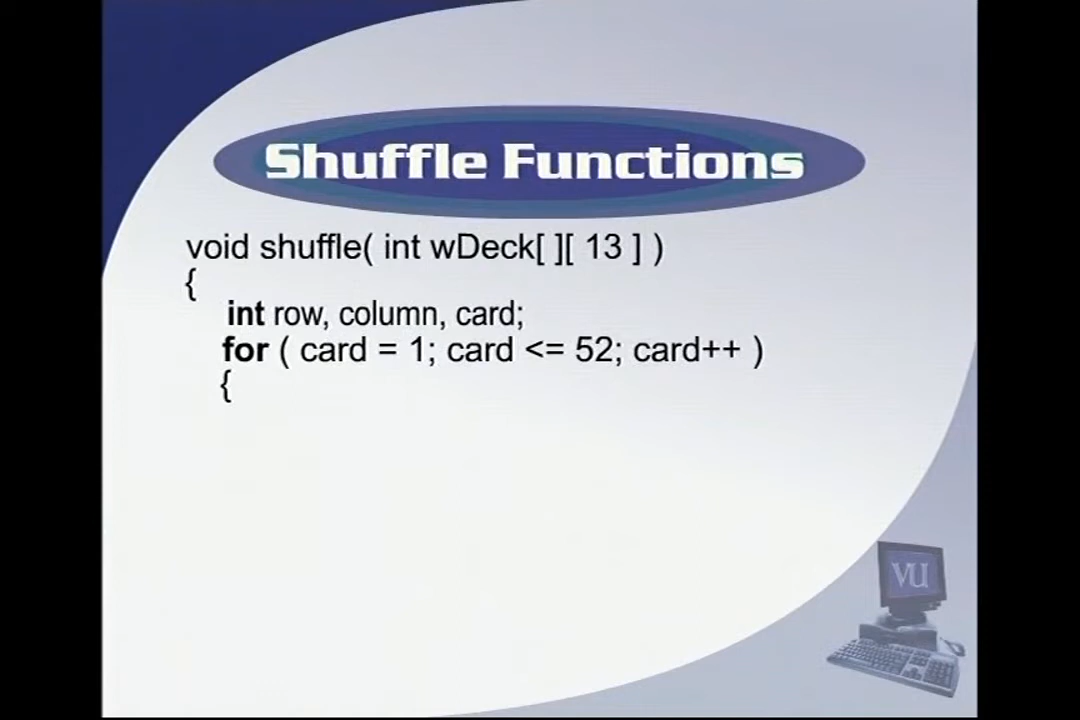 Shuffle Functions
void shuffle( int wDeck[ ][ 13 ] )
{
int row, column, card;
for ( card = 1; card <= 52; card++ )
{
VU